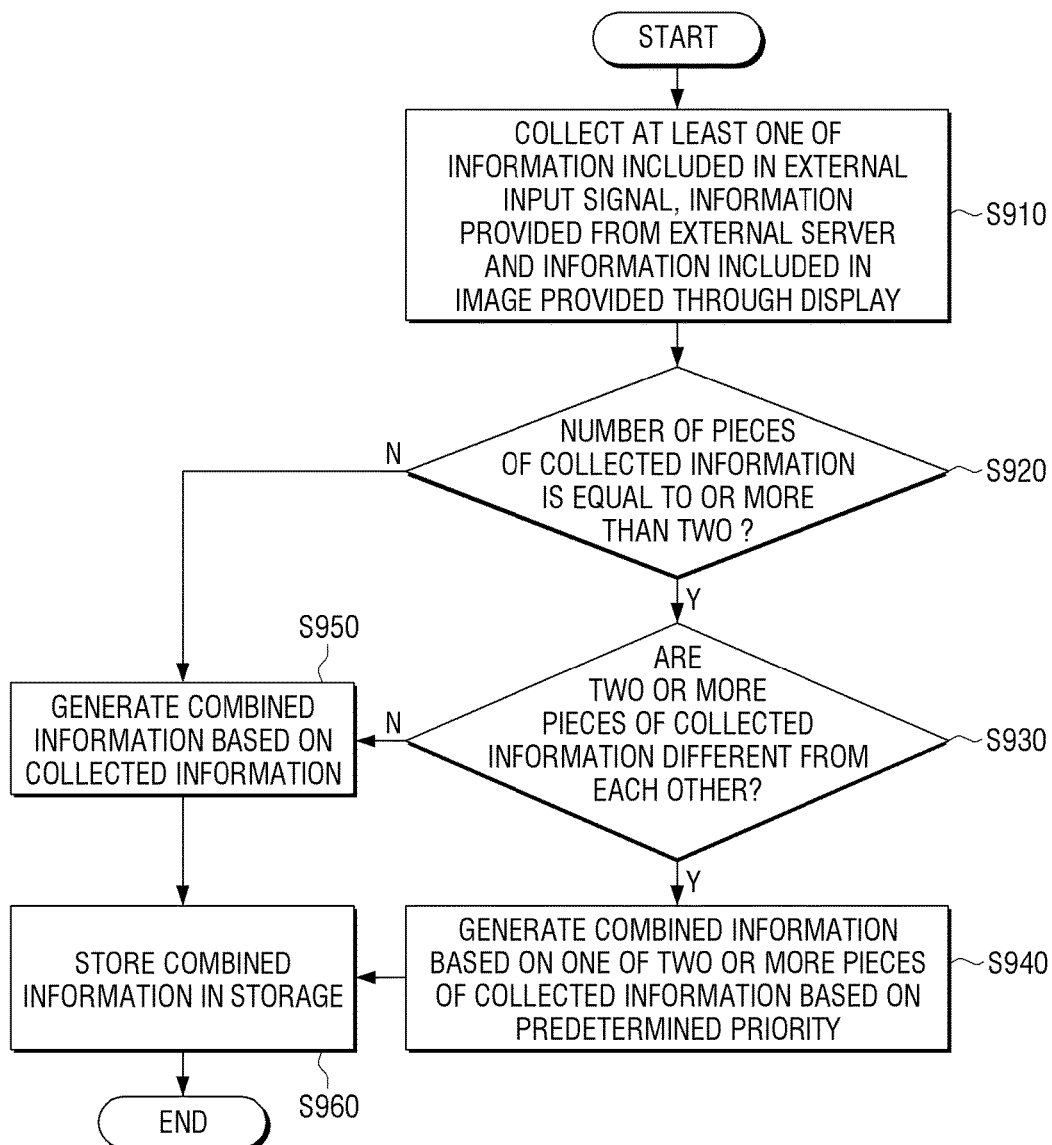 START
COLLECT AT LEAST ONE OF
INFORMATION INCLUDED IN EXTERNAL
INPUT SIGNAL, INFORMATION
PROVIDED FROM EXTERNAL SERVER
AND INFORMATION INCLUDED IN
IMAGE PROVIDED THROUGH DISPLAY
S910
NUMBER OF PIECES
OF COLLECTED INFORMATION
IS EQUAL TO OR MORE
THAN TWO ?
S920
N
Y
S950
GENERATE COMBINED
INFORMATION BASED ON
COLLECTED INFORMATION
N
ARE
TWO OR MORE
PIECES OF COLLECTED
INFORMATION DIFFERENT FROM
EACH OTHER?
S930
Y
STORE COMBINED
INFORMATION IN STORAGE
GENERATE COMBINED INFORMATION
BASED ON ONE OF TWO OR MORE PIECES
OF COLLECTED INFORMATION BASED ON
PREDETERMINED PRIORITY
S940
S960
END